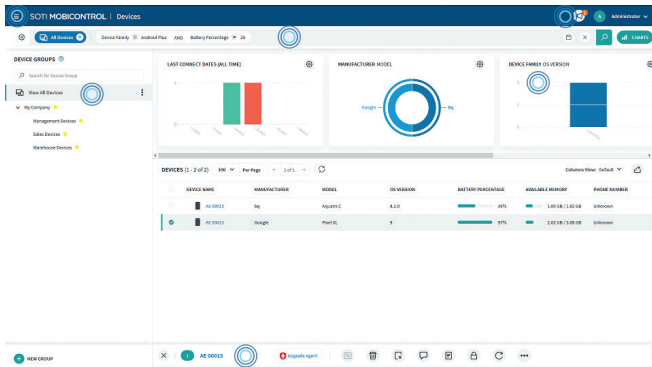 SOTI MOBICONTROL | Devices
Administrator
All Devices
Device Family = Android Plus AND Battery Percentage > 25
CHARTS
DEVICE GROUPS
Search for Device Group
View All Devices
My Company
Management Devices
Sales Devices
Warehouse Devices
LAST CONNECT DATES (ALL TIME)
MANUFACTURER MODEL
Google
Bq
DEVICE FAMILY OS VERSION
DEVICES (1 - 2 of 2) 100 Per Page 1 of 1
Columns View: Default
DEVICE NAME MANUFACTURER MODEL OS VERSION BATTERY PERCENTAGE AVAILABLE MEMORY PHONE NUMBER
AE 00015 bq Aquaris C 8.1.0 49% 1.06 GB / 1.82 GB Unknown
AE 00013 Google Pixel XL 9 97% 2.02 GB / 3.08 GB Unknown
NEW GROUP
AE 00013
Upgrade Agent